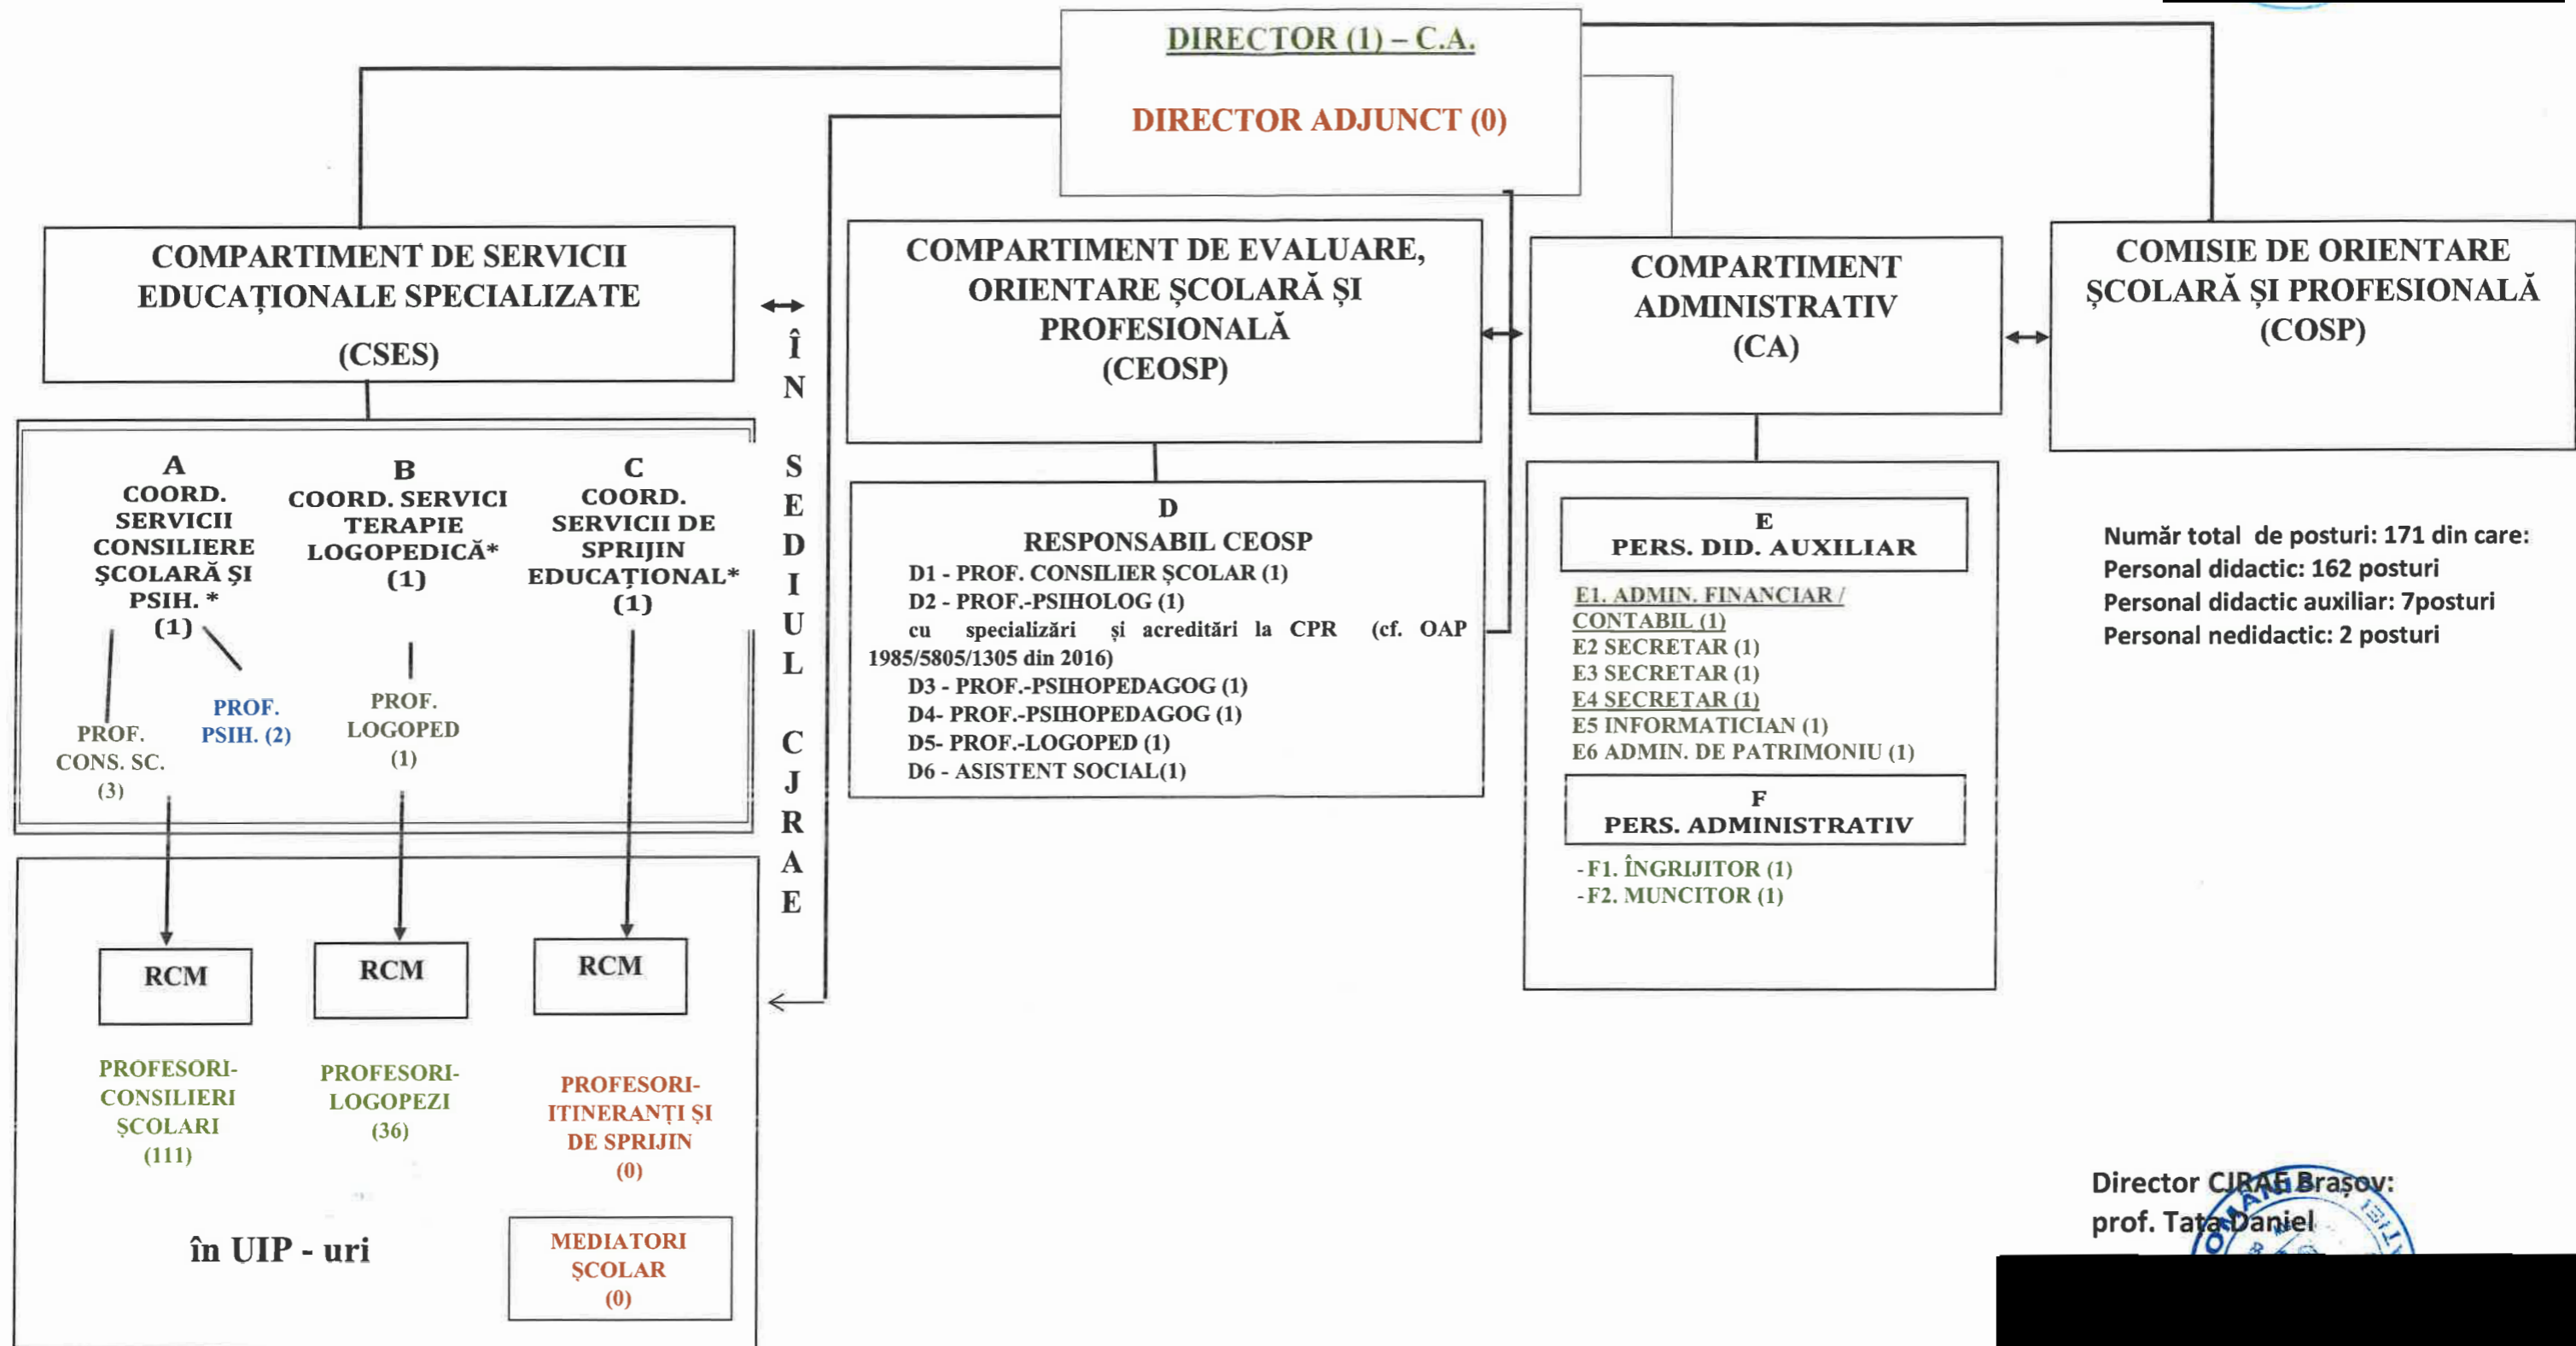 DIRECTOR (1) – C.A.
DIRECTOR ADJUNCT (0)
COMPARTIMENT DE SERVICII
EDUCAȚIONALE SPECIALIZATE
(CSES)
COMPARTIMENT DE EVALUARE,
ORIENTARE ȘCOLARĂ ȘI
PROFESIONALĂ
(CEOSP)
COMPARTIMENT
ADMINISTRATIV
(CA)
COMISIE DE ORIENTARE
ȘCOLARĂ ȘI PROFESIONALĂ
(COSP)
ÎN SEDIUL CJRAE
A
COORD.
SERVICII
CONSILIERE
ŞCOLARĂ ŞI
PSIH. *
(1)
B
COORD. SERVICI
TERAPIE
LOGOPEDICĂ*
(1)
C
COORD.
SERVICII DE
SPRIJIN
EDUCAȚIONAL*
(1)
PROF.
CONS. SC.
(3)
PROF.
PSIH. (2)
PROF.
LOGOPED
(1)
D
RESPONSABIL CEOSP
D1 - PROF. CONSILIER ȘCOLAR (1)
D2 - PROF.-PSIHOLOG (1)
cu specializări și acreditări la CPR (cf. OAP
1985/5805/1305 din 2016)
D3 - PROF.-PSIHOPEDAGOG (1)
D4- PROF.-PSIHOPEDAGOG (1)
D5- PROF.-LOGOPED (1)
D6 - ASISTENT SOCIAL(1)
E
PERS. DID. AUXILIAR
E1. ADMIN. FINANCIAR /
CONTABIL (1)
E2 SECRETAR (1)
E3 SECRETAR (1)
E4 SECRETAR (1)
E5 INFORMATICIAN (1)
E6 ADMIN. DE PATRIMONIU (1)
F
PERS. ADMINISTRATIV
-F1. ÎNGRIJITOR (1)
-F2. MUNCITOR (1)
Număr total de posturi: 171 din care:
Personal didactic: 162 posturi
Personal didactic auxiliar: 7posturi
Personal nedidactic: 2 posturi
RCM
RCM
RCM
PROFESORI-
CONSILIERI
ȘCOLARI
(111)
PROFESORI-
LOGOPEZI
(36)
PROFESORI-
ITINERANȚI ȘI
DE SPRIJIN
(0)
în UIP - uri
MEDIATORI
ȘCOLAR
(0)
Director CJRAE Brașov:
prof. Tața Daniel